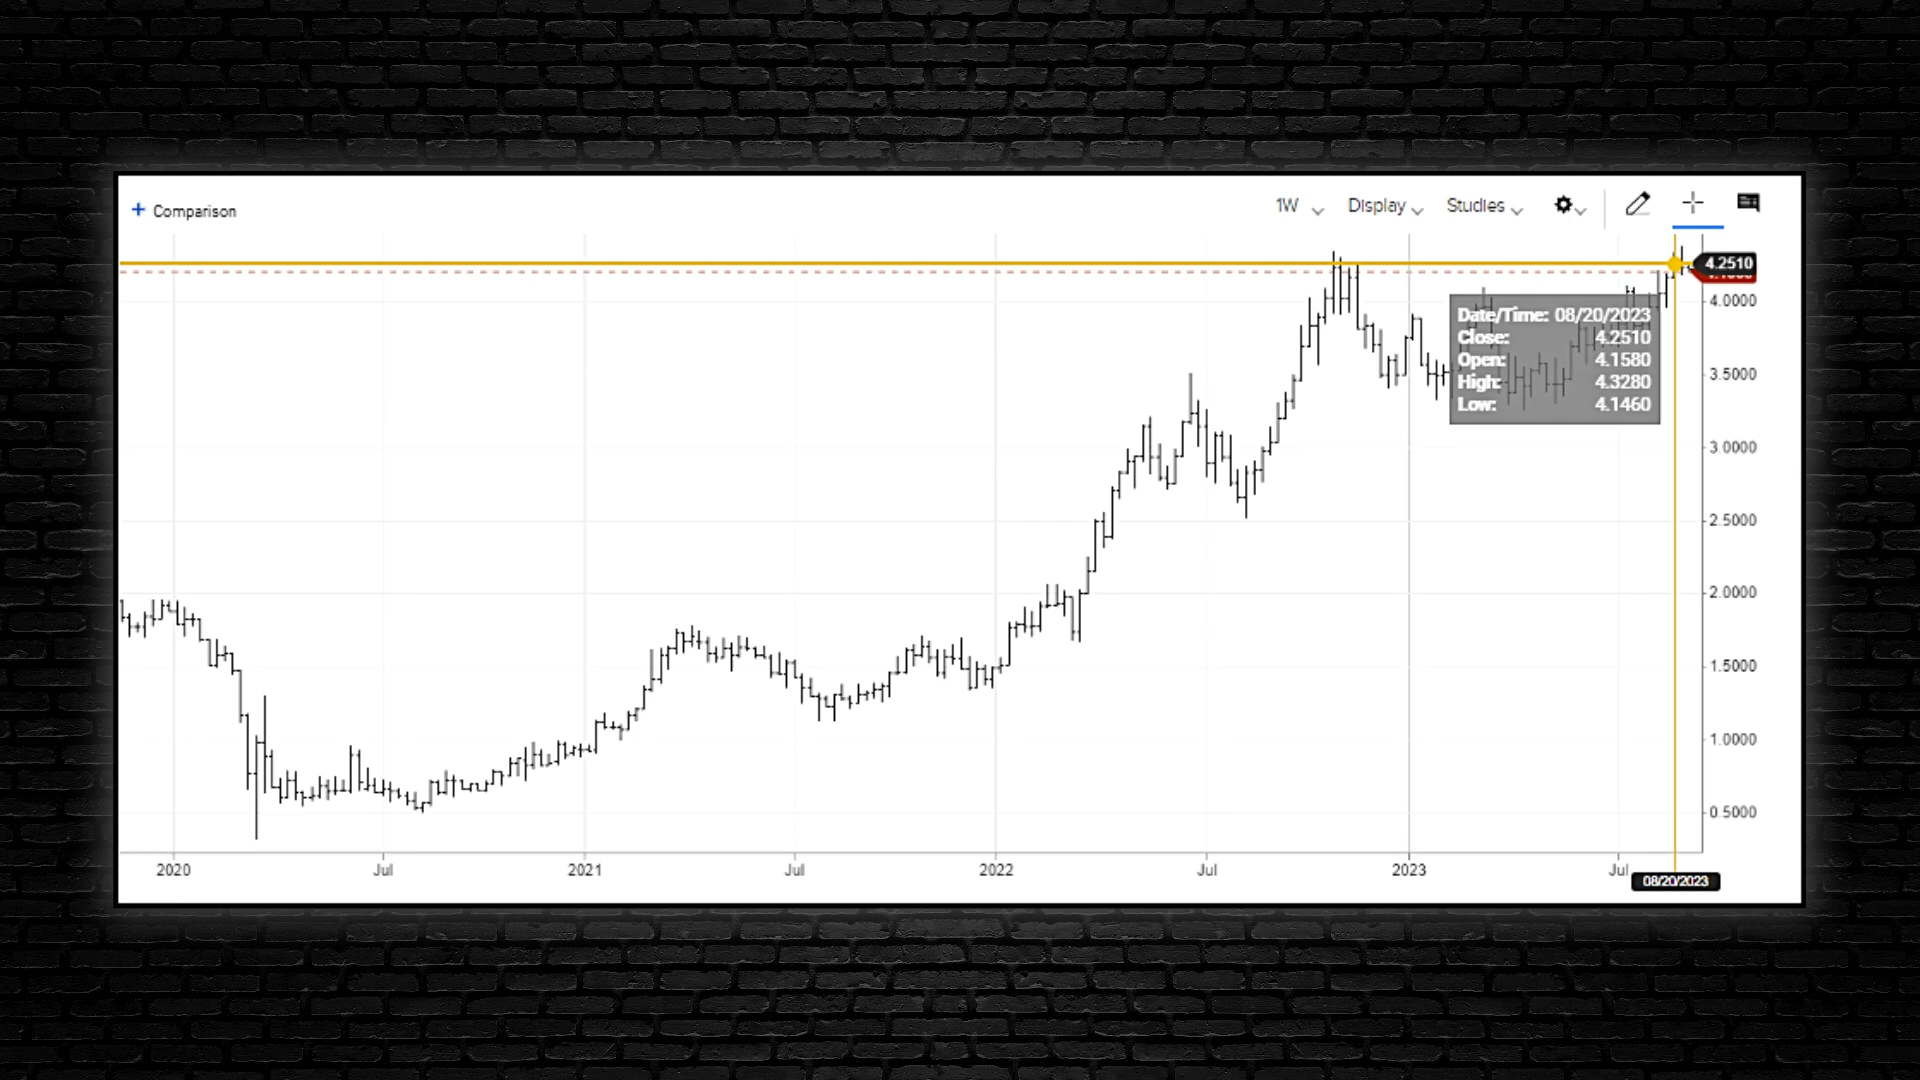 + Comparison
1W Display Studies
4.2510
4.0000
3.5000
3.0000
2.5000
2.0000
1.5000
1.0000
0.5000
Date/Time: 08/20/2023
Close: 4.2510
Open: 4.1580
High: 4.3280
Low: 4.1460
2020 Jul 2021 Jul 2022 Jul 2023 Jul
08/20/2023